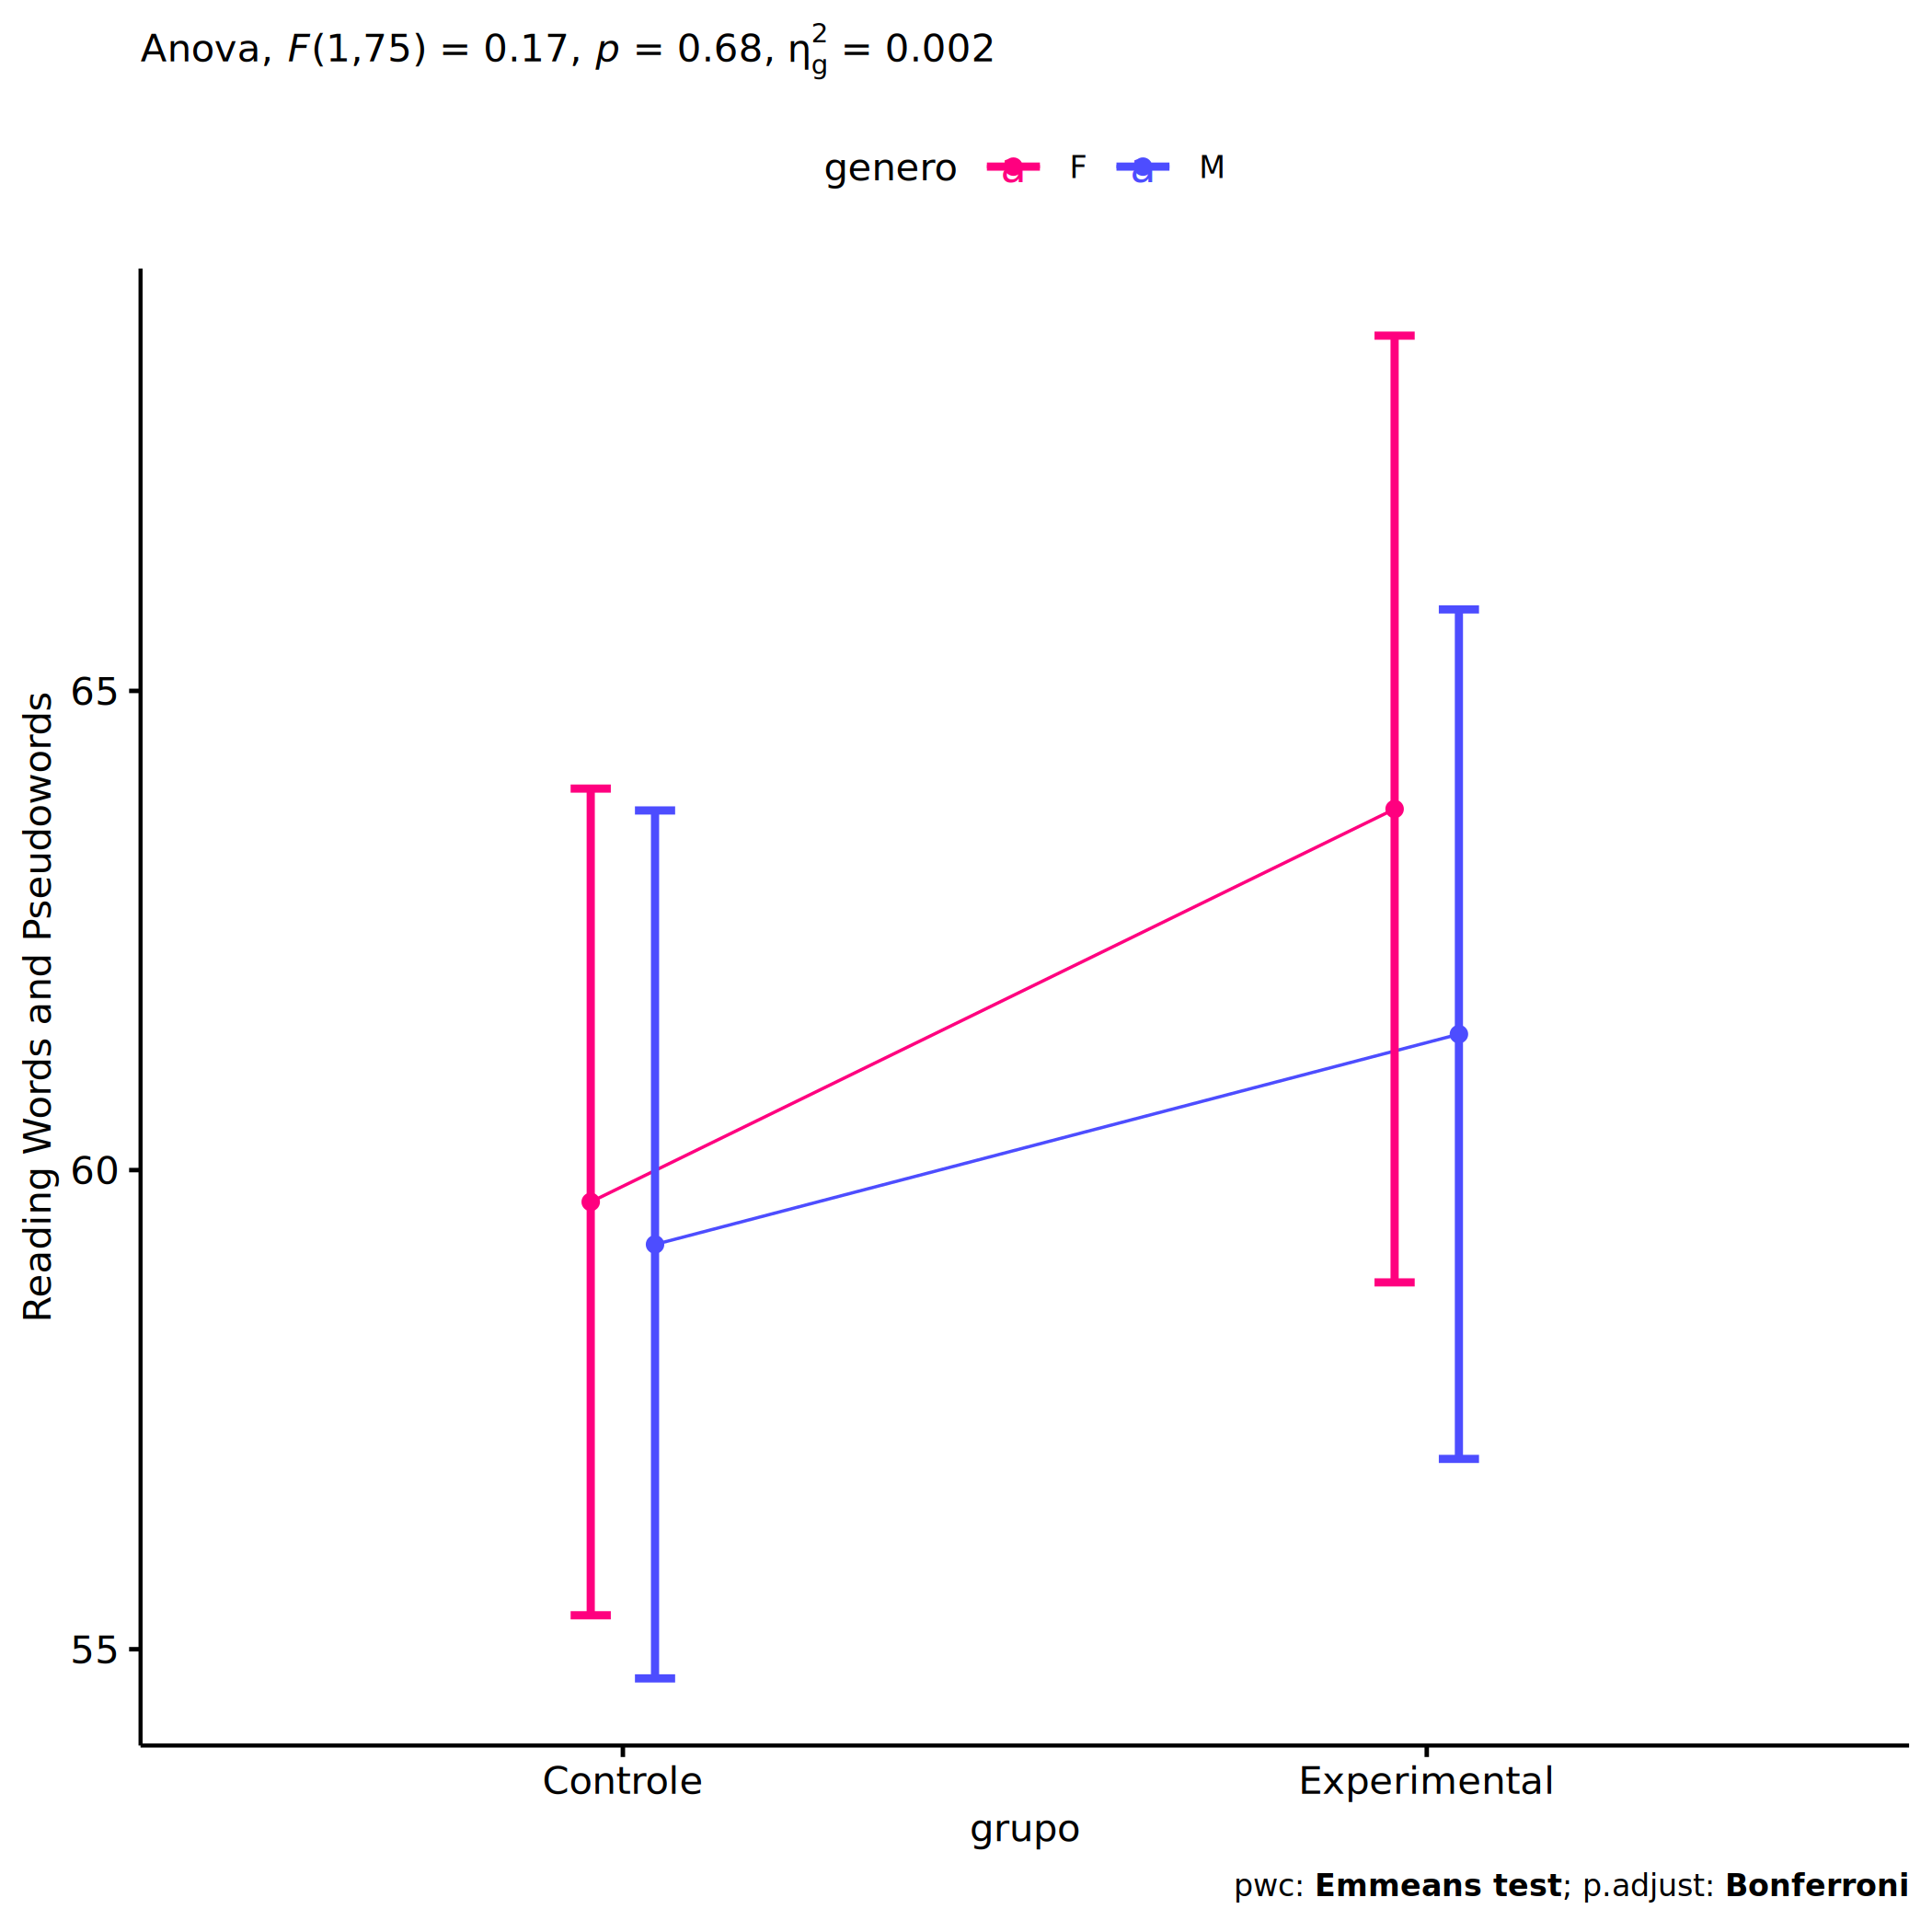 Anova, F(1,75) = 0.17, p = 0.68, η²g = 0.002
genero a F a M
Reading Words and Pseudowords
65
60
55
Controle Experimental
grupo
pwc: Emmeans test; p.adjust: Bonferroni